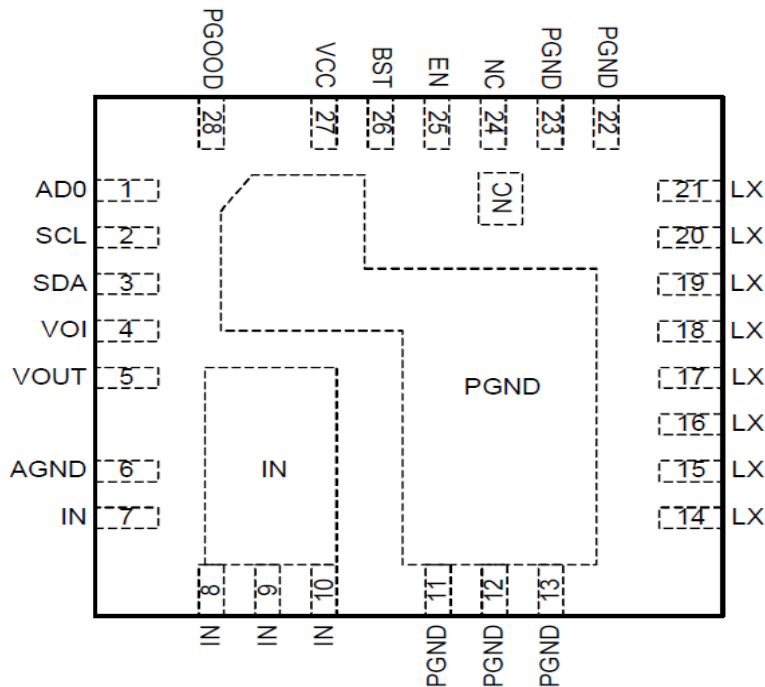 PGOOD VCC BST EN NC PGND PGND
28 27 26 25 24 23 22
AD0 1 NC 21 LX
SCL 2 20 LX
SDA 3 19 LX
VOI 4 18 LX
VOUT 5 PGND 17 LX
16 LX
AGND 6 IN 15 LX
IN 7 14 LX
8 9 10 11 12 13
IN IN IN PGND PGND PGND